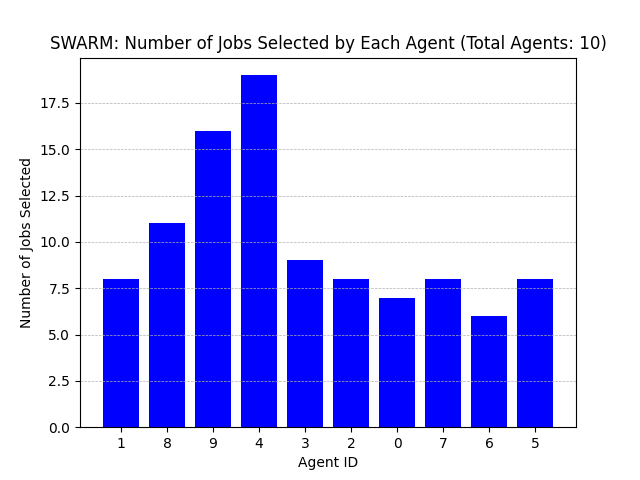 SWARM: Number of Jobs Selected by Each Agent (Total Agents: 10)
Number of Jobs Selected
17.5
15.0
12.5
10.0
7.5
5.0
2.5
0.0
1 8 9 4 3 2 0 7 6 5
Agent ID